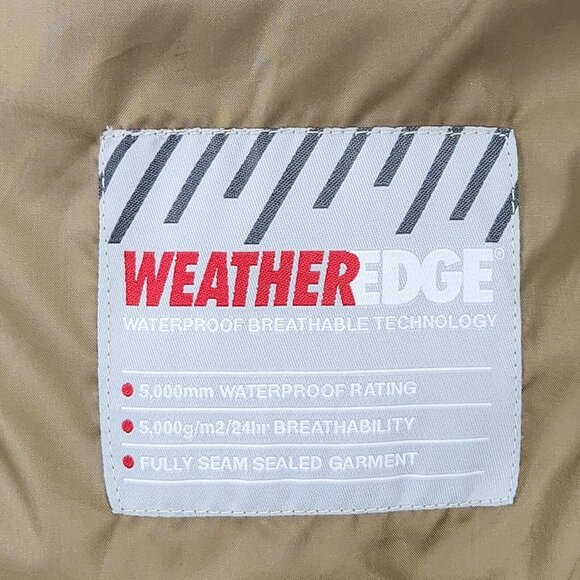 WEATHEREDGE®
WATERPROOF BREATHABLE TECHNOLOGY
5,000mm WATERPROOF RATING
5,000g/m2/24hr BREATHABILITY
FULLY SEAM SEALED GARMENT